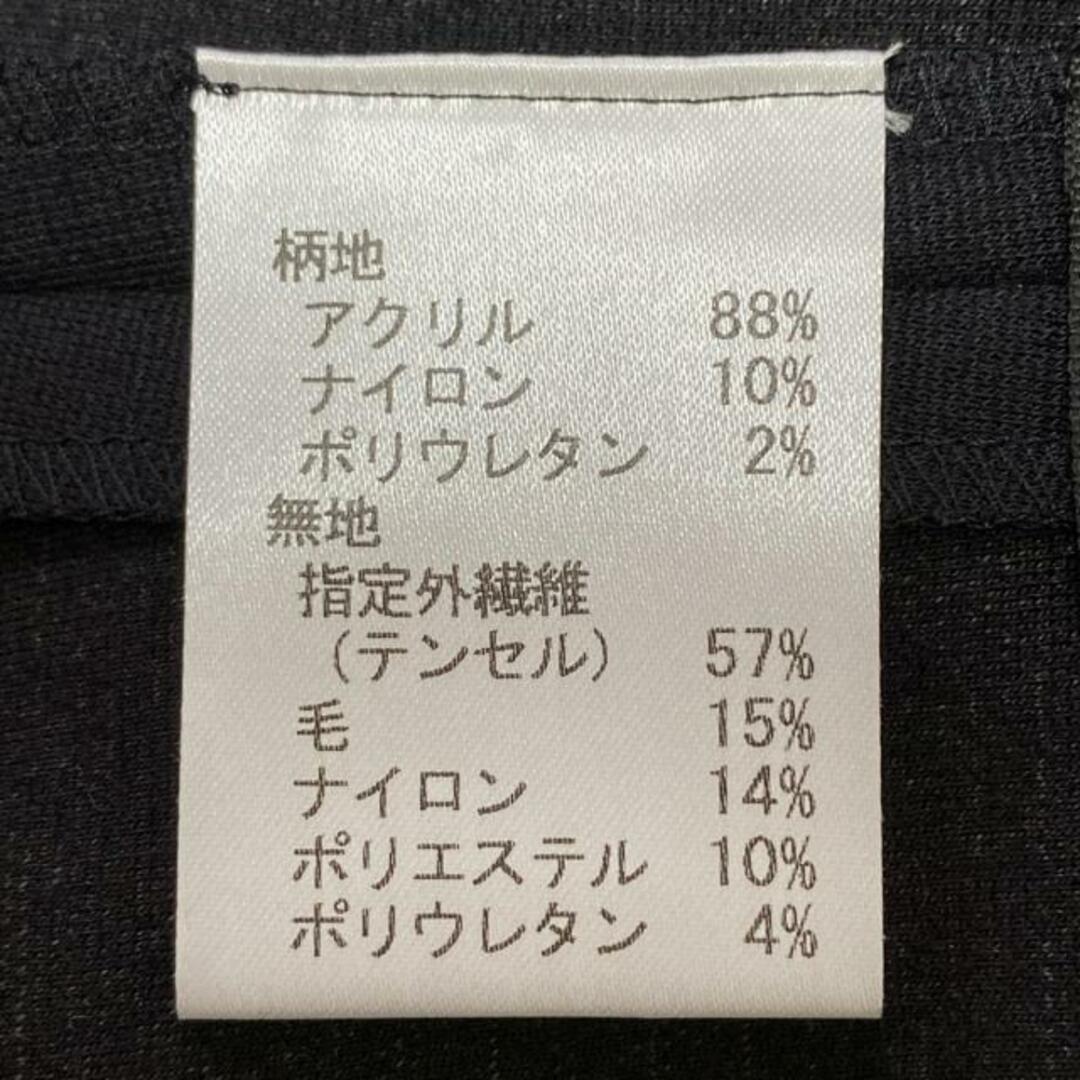 柄地
アクリル 88%
ナイロン 10%
ポリウレタン 2%
無地
指定外繊維
（テンセル） 57%
毛 15%
ナイロン 14%
ポリエステル 10%
ポリウレタン 4%